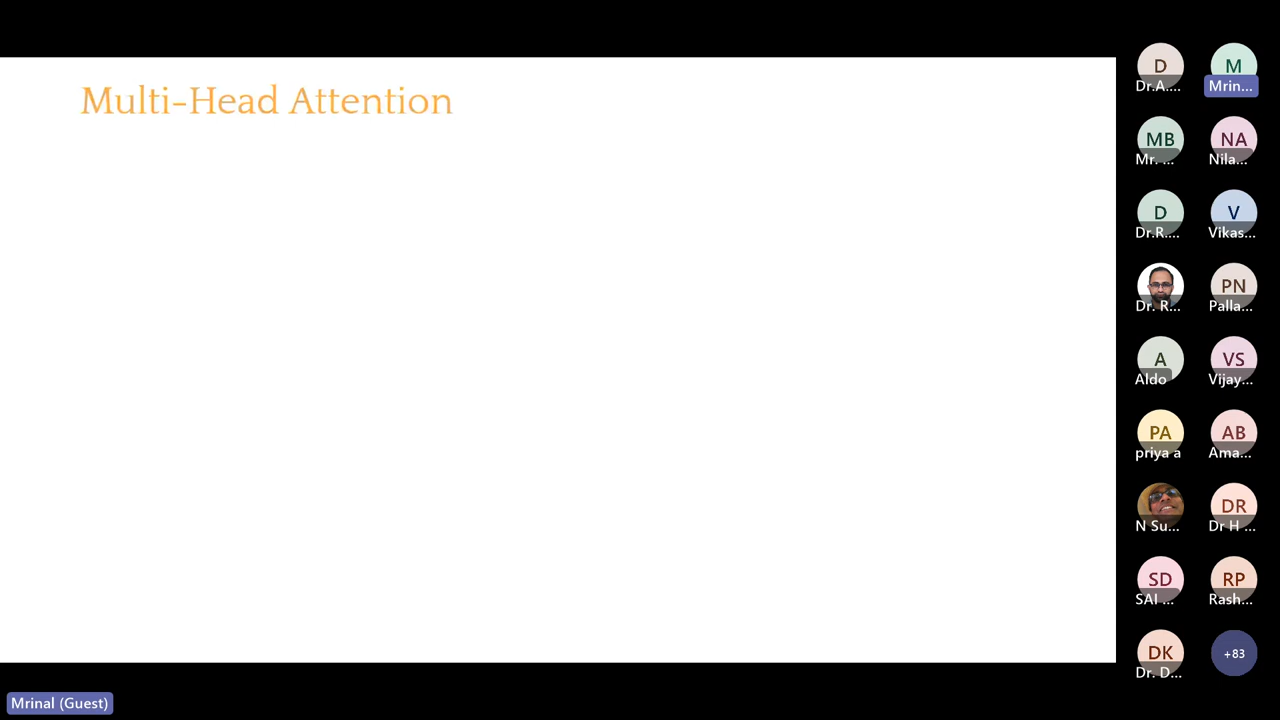 Multi-Head Attention
D
Dr.A....
M
Mrin...
MB
Mr. ...
NA
Nila...
D
Dr.R....
V
Vikas...
Dr. R...
PN
Palla...
A
Aldo
VS
Vijay...
PA
priya a
AB
Ama...
N Su...
DR
Dr H ...
SD
SAI ...
RP
Rash...
DK
Dr. D...
+83
Mrinal (Guest)